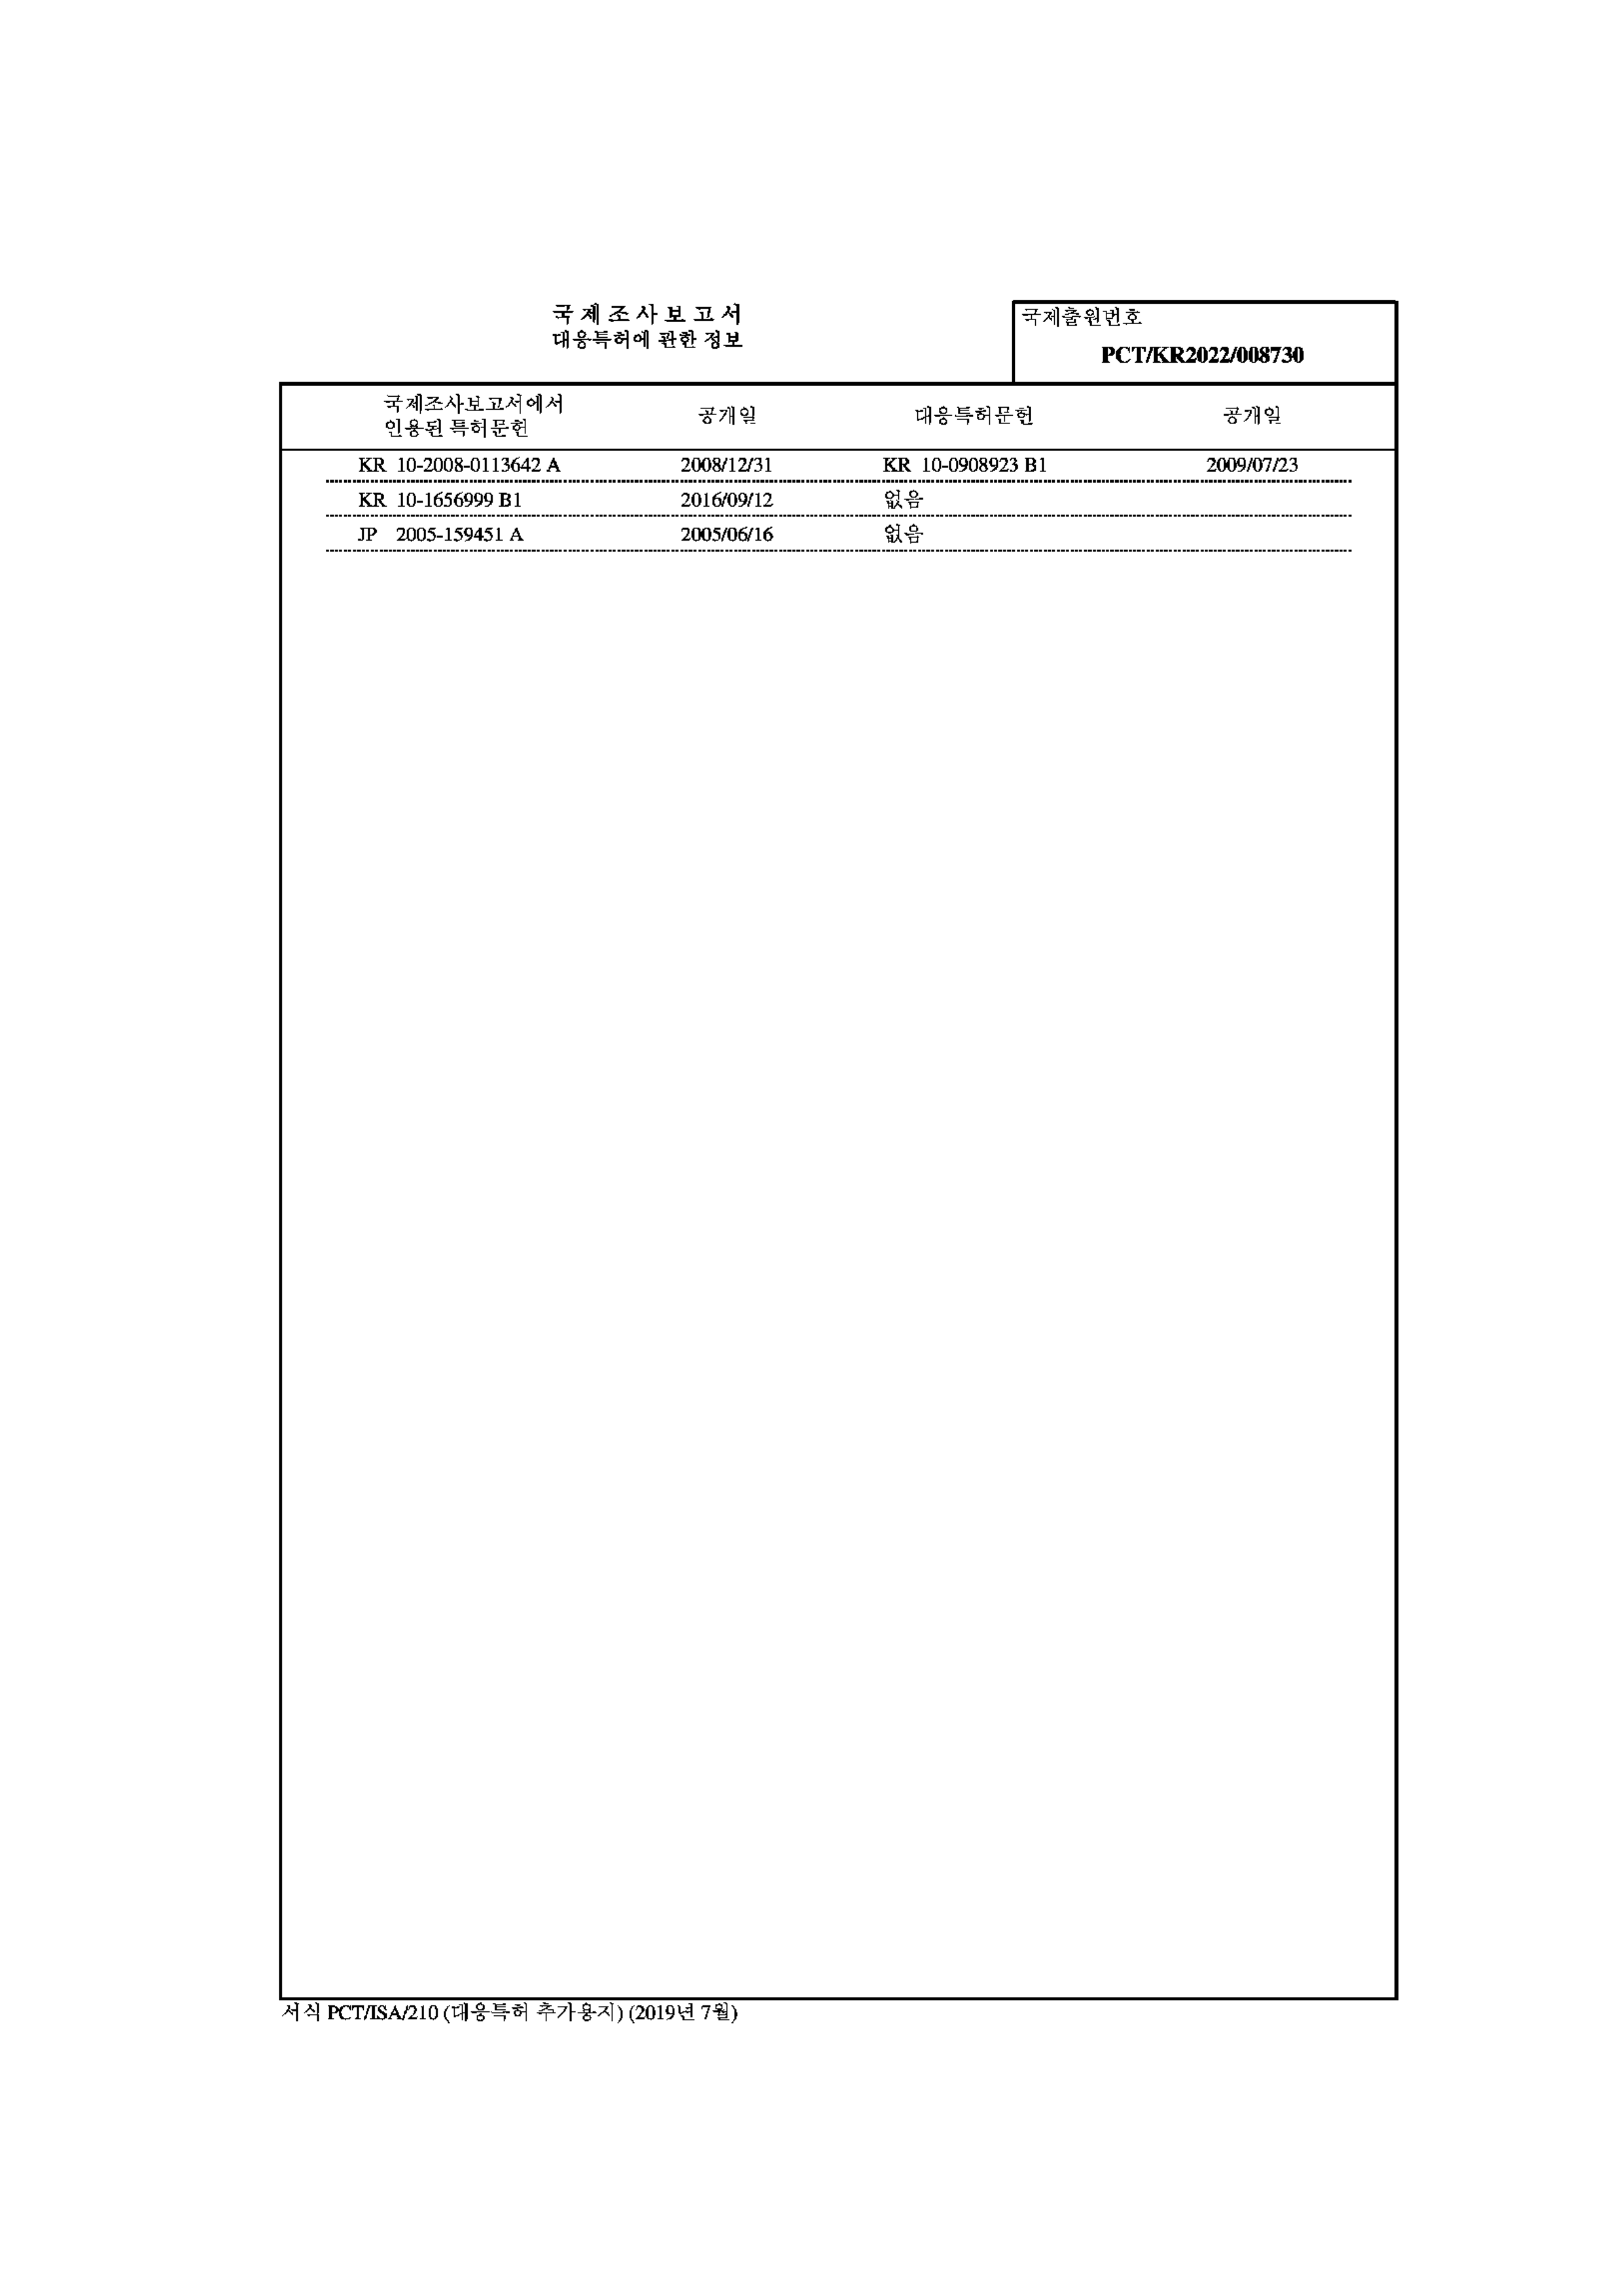 국 제 조 사 보 고 서
대응특허에 관한 정보
국제출원번호
PCT/KR2022/008730
국제조사보고서에서
인용된 특허문헌
공개일
대응특허문헌
공개일
KR 10-2008-0113642 A 2008/12/31 KR 10-0908923 B1 2009/07/23
KR 10-1656999 B1 2016/09/12 없음
JP 2005-159451 A 2005/06/16 없음
서식 PCT/ISA/210 (대응특허 추가용지) (2019년 7월)